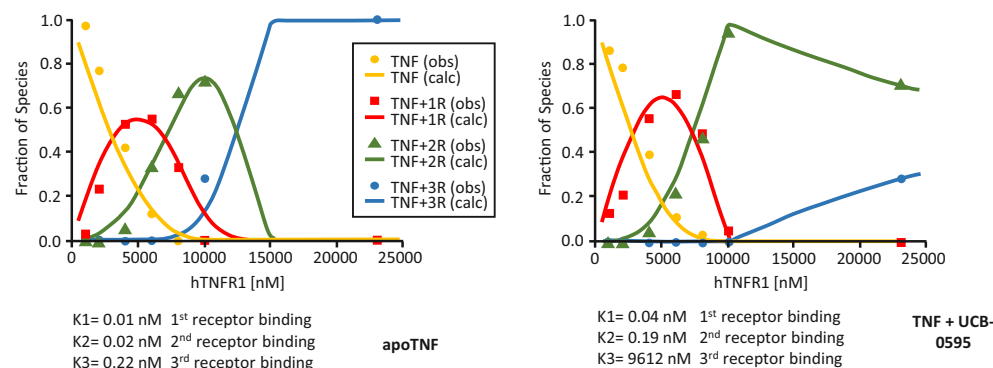 1.0
0.8
0.6
0.4
0.2
0.0
Fraction of Species
0
5000
10000
15000
20000
25000
hTNFR1 [nM]
TNF (obs)
TNF (calc)
TNF+1R (obs)
TNF+1R (calc)
TNF+2R (obs)
TNF+2R (calc)
TNF+3R (obs)
TNF+3R (calc)
K1= 0.01 nM 1st receptor binding
K2= 0.02 nM 2nd receptor binding
K3= 0.22 nM 3rd receptor binding
apoTNF
1.0
0.8
0.6
0.4
0.2
0.0
Fraction of Species
0
5000
10000
15000
20000
25000
hTNFR1 [nM]
K1= 0.04 nM 1st receptor binding
K2= 0.19 nM 2nd receptor binding
K3= 9612 nM 3rd receptor binding
TNF + UCB-
0595